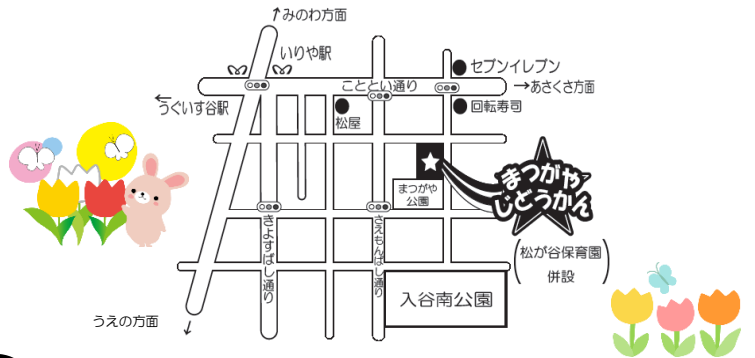 ↗みのわ方面
いりや駅
セブンイレブン
こととい通り
→あさくさ方面
←
うぐいす谷駅
松屋
回転寿司
まつがや
じどうかん
まつがや
公園
きよすばし通り
さえもんばし通り
(松が谷保育園
併設)
入谷南公園
うえの方面
↙